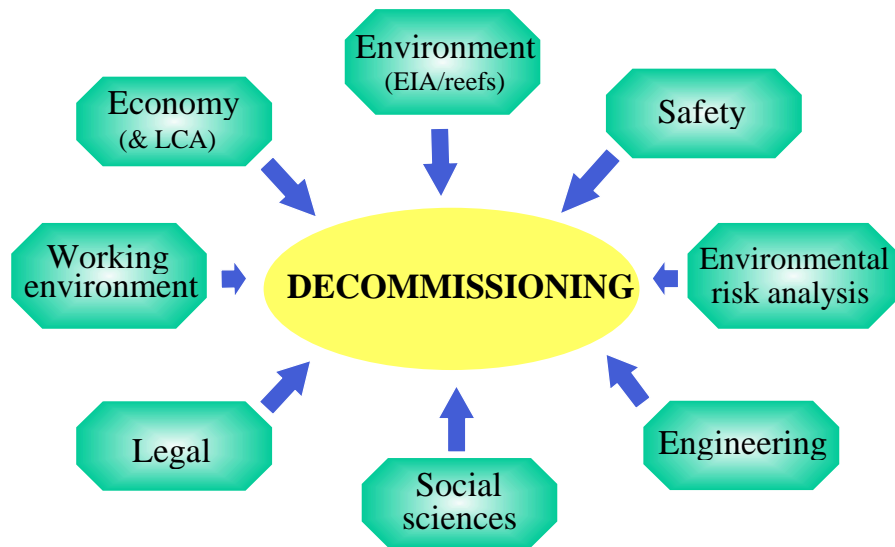 Environment
(EIA/reefs)
Economy
(& LCA)
Safety
Working
environment
DECOMMISSIONING
Environmental
risk analysis
Legal
Social
sciences
Engineering